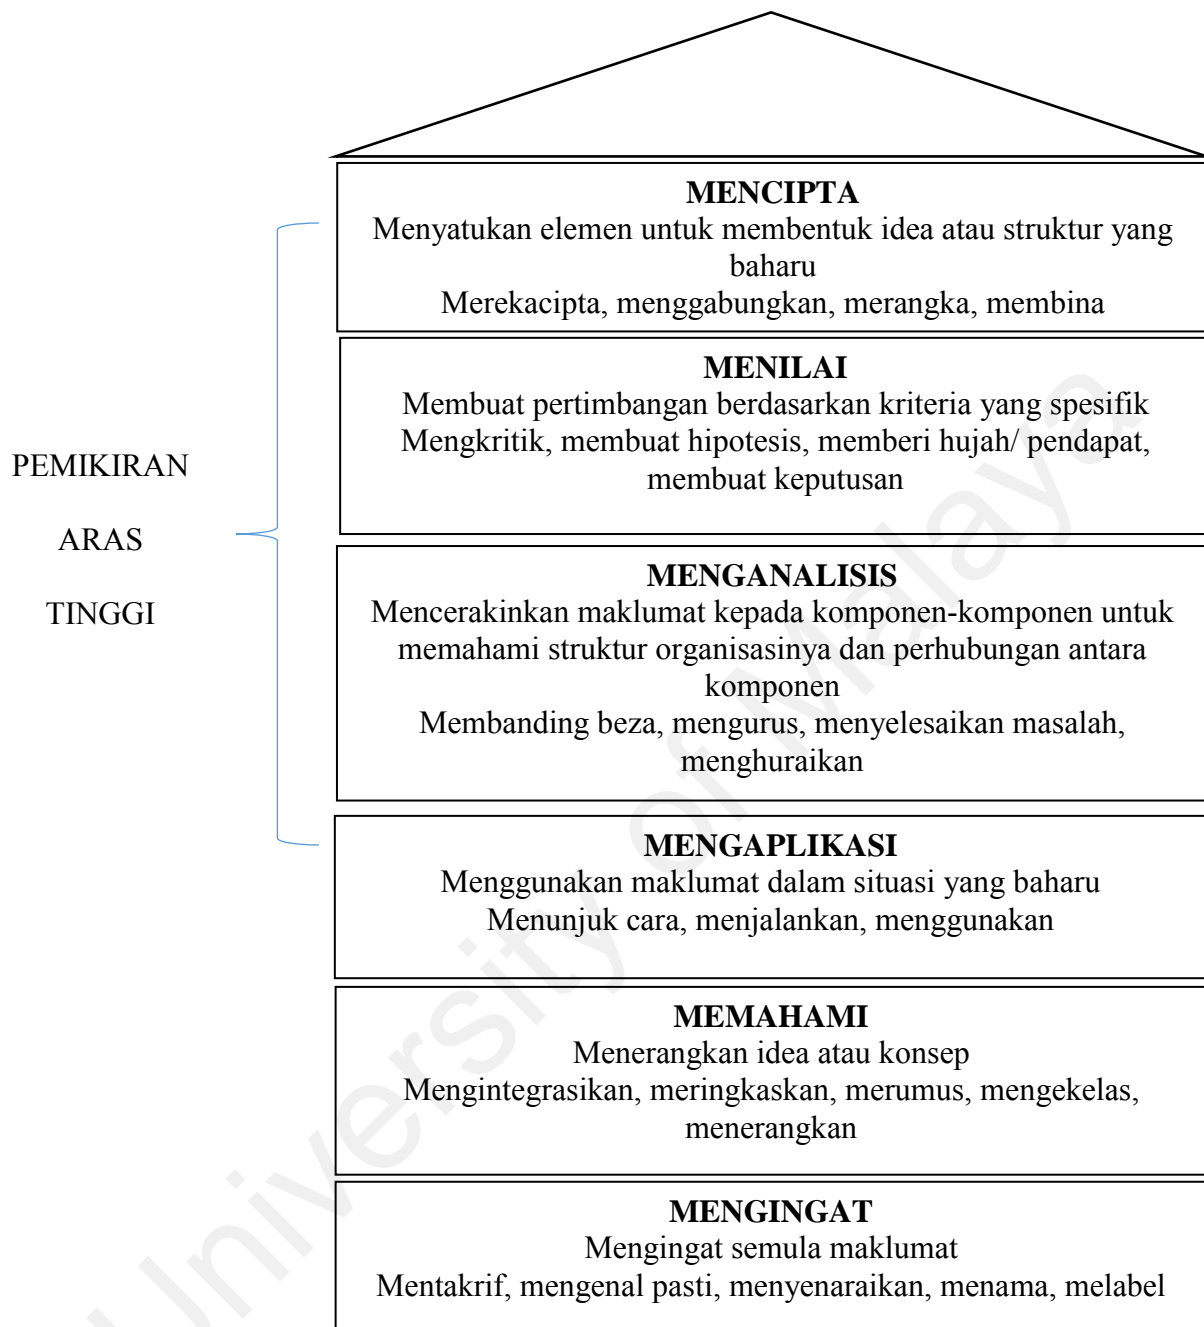 MENCIPTA
Menyatukan elemen untuk membentuk idea atau struktur yang
baharu
Merekacipta, menggabungkan, merangka, membina
MENILAI
Membuat pertimbangan berdasarkan kriteria yang spesifik
Mengkritik, membuat hipotesis, memberi hujah/ pendapat,
membuat keputusan
PEMIKIRAN
ARAS
TINGGI
MENGANALISIS
Mencerakinkan maklumat kepada komponen-komponen untuk
memahami struktur organisasinya dan perhubungan antara
komponen
Membanding beza, mengurus, menyelesaikan masalah,
menghuraikan
MENGAPLIKASI
Menggunakan maklumat dalam situasi yang baharu
Menunjuk cara, menjalankan, menggunakan
MEMAHAMI
Menerangkan idea atau konsep
Mengintegrasikan, meringkaskan, merumus, mengekelas,
menerangkan
MENGINGAT
Mengingat semula maklumat
Mentakrif, mengenal pasti, menyenaraikan, menama, melabel
University of Malaya